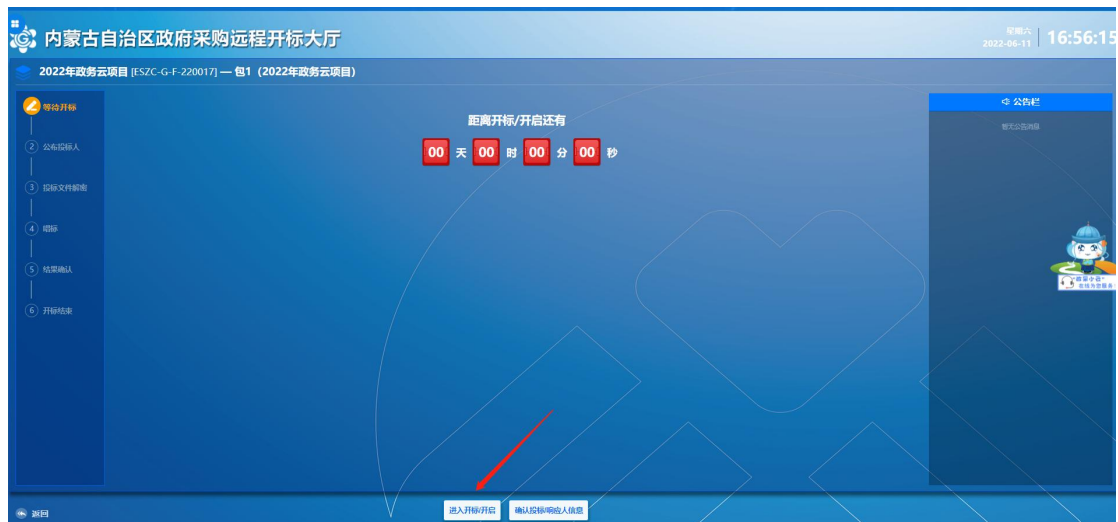 内蒙古自治区政府采购远程开标大厅
星期六
2022-06-11
16:56:15
2022年政务云项目 [ESZC-G-F-220017] — 包1（2022年政务云项目）
等待开标
2 公布投标人
3 投标文件解密
4 唱标
5 结果确认
6 开标结束
距离开标/开启还有
00 天 00 时 00 分 00 秒
公告栏
暂无公告消息
在线为您服务
返回
进入开标/开启
确认投标/响应人信息